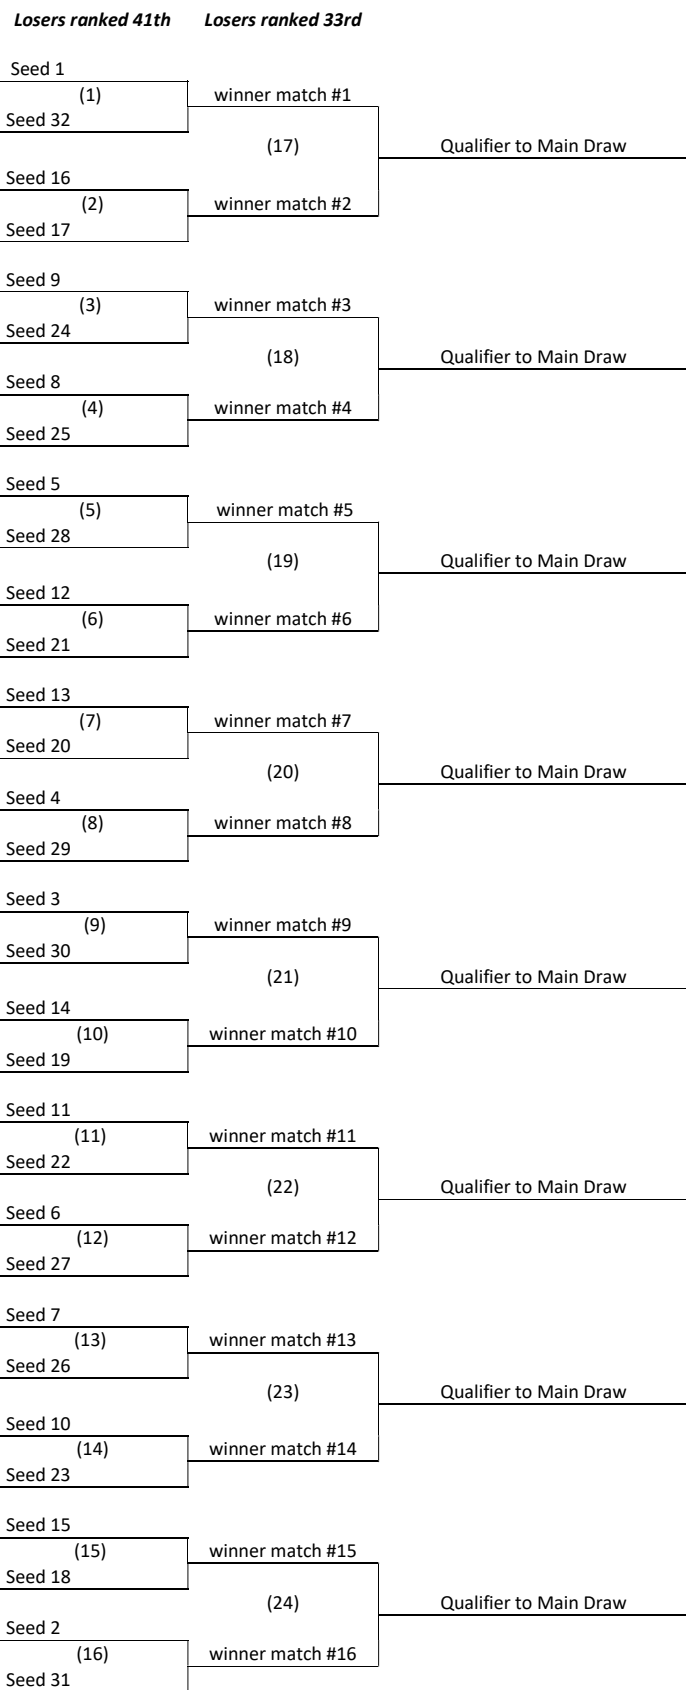 Losers ranked 41th Losers ranked 33rd
Seed 1
(1) winner match #1
Seed 32
(17) Qualifier to Main Draw
Seed 16
(2) winner match #2
Seed 17
Seed 9
(3) winner match #3
Seed 24
(18) Qualifier to Main Draw
Seed 8
(4) winner match #4
Seed 25
Seed 5
(5) winner match #5
Seed 28
(19) Qualifier to Main Draw
Seed 12
(6) winner match #6
Seed 21
Seed 13
(7) winner match #7
Seed 20
(20) Qualifier to Main Draw
Seed 4
(8) winner match #8
Seed 29
Seed 3
(9) winner match #9
Seed 30
(21) Qualifier to Main Draw
Seed 14
(10) winner match #10
Seed 19
Seed 11
(11) winner match #11
Seed 22
(22) Qualifier to Main Draw
Seed 6
(12) winner match #12
Seed 27
Seed 7
(13) winner match #13
Seed 26
(23) Qualifier to Main Draw
Seed 10
(14) winner match #14
Seed 23
Seed 15
(15) winner match #15
Seed 18
(24) Qualifier to Main Draw
Seed 2
(16) winner match #16
Seed 31